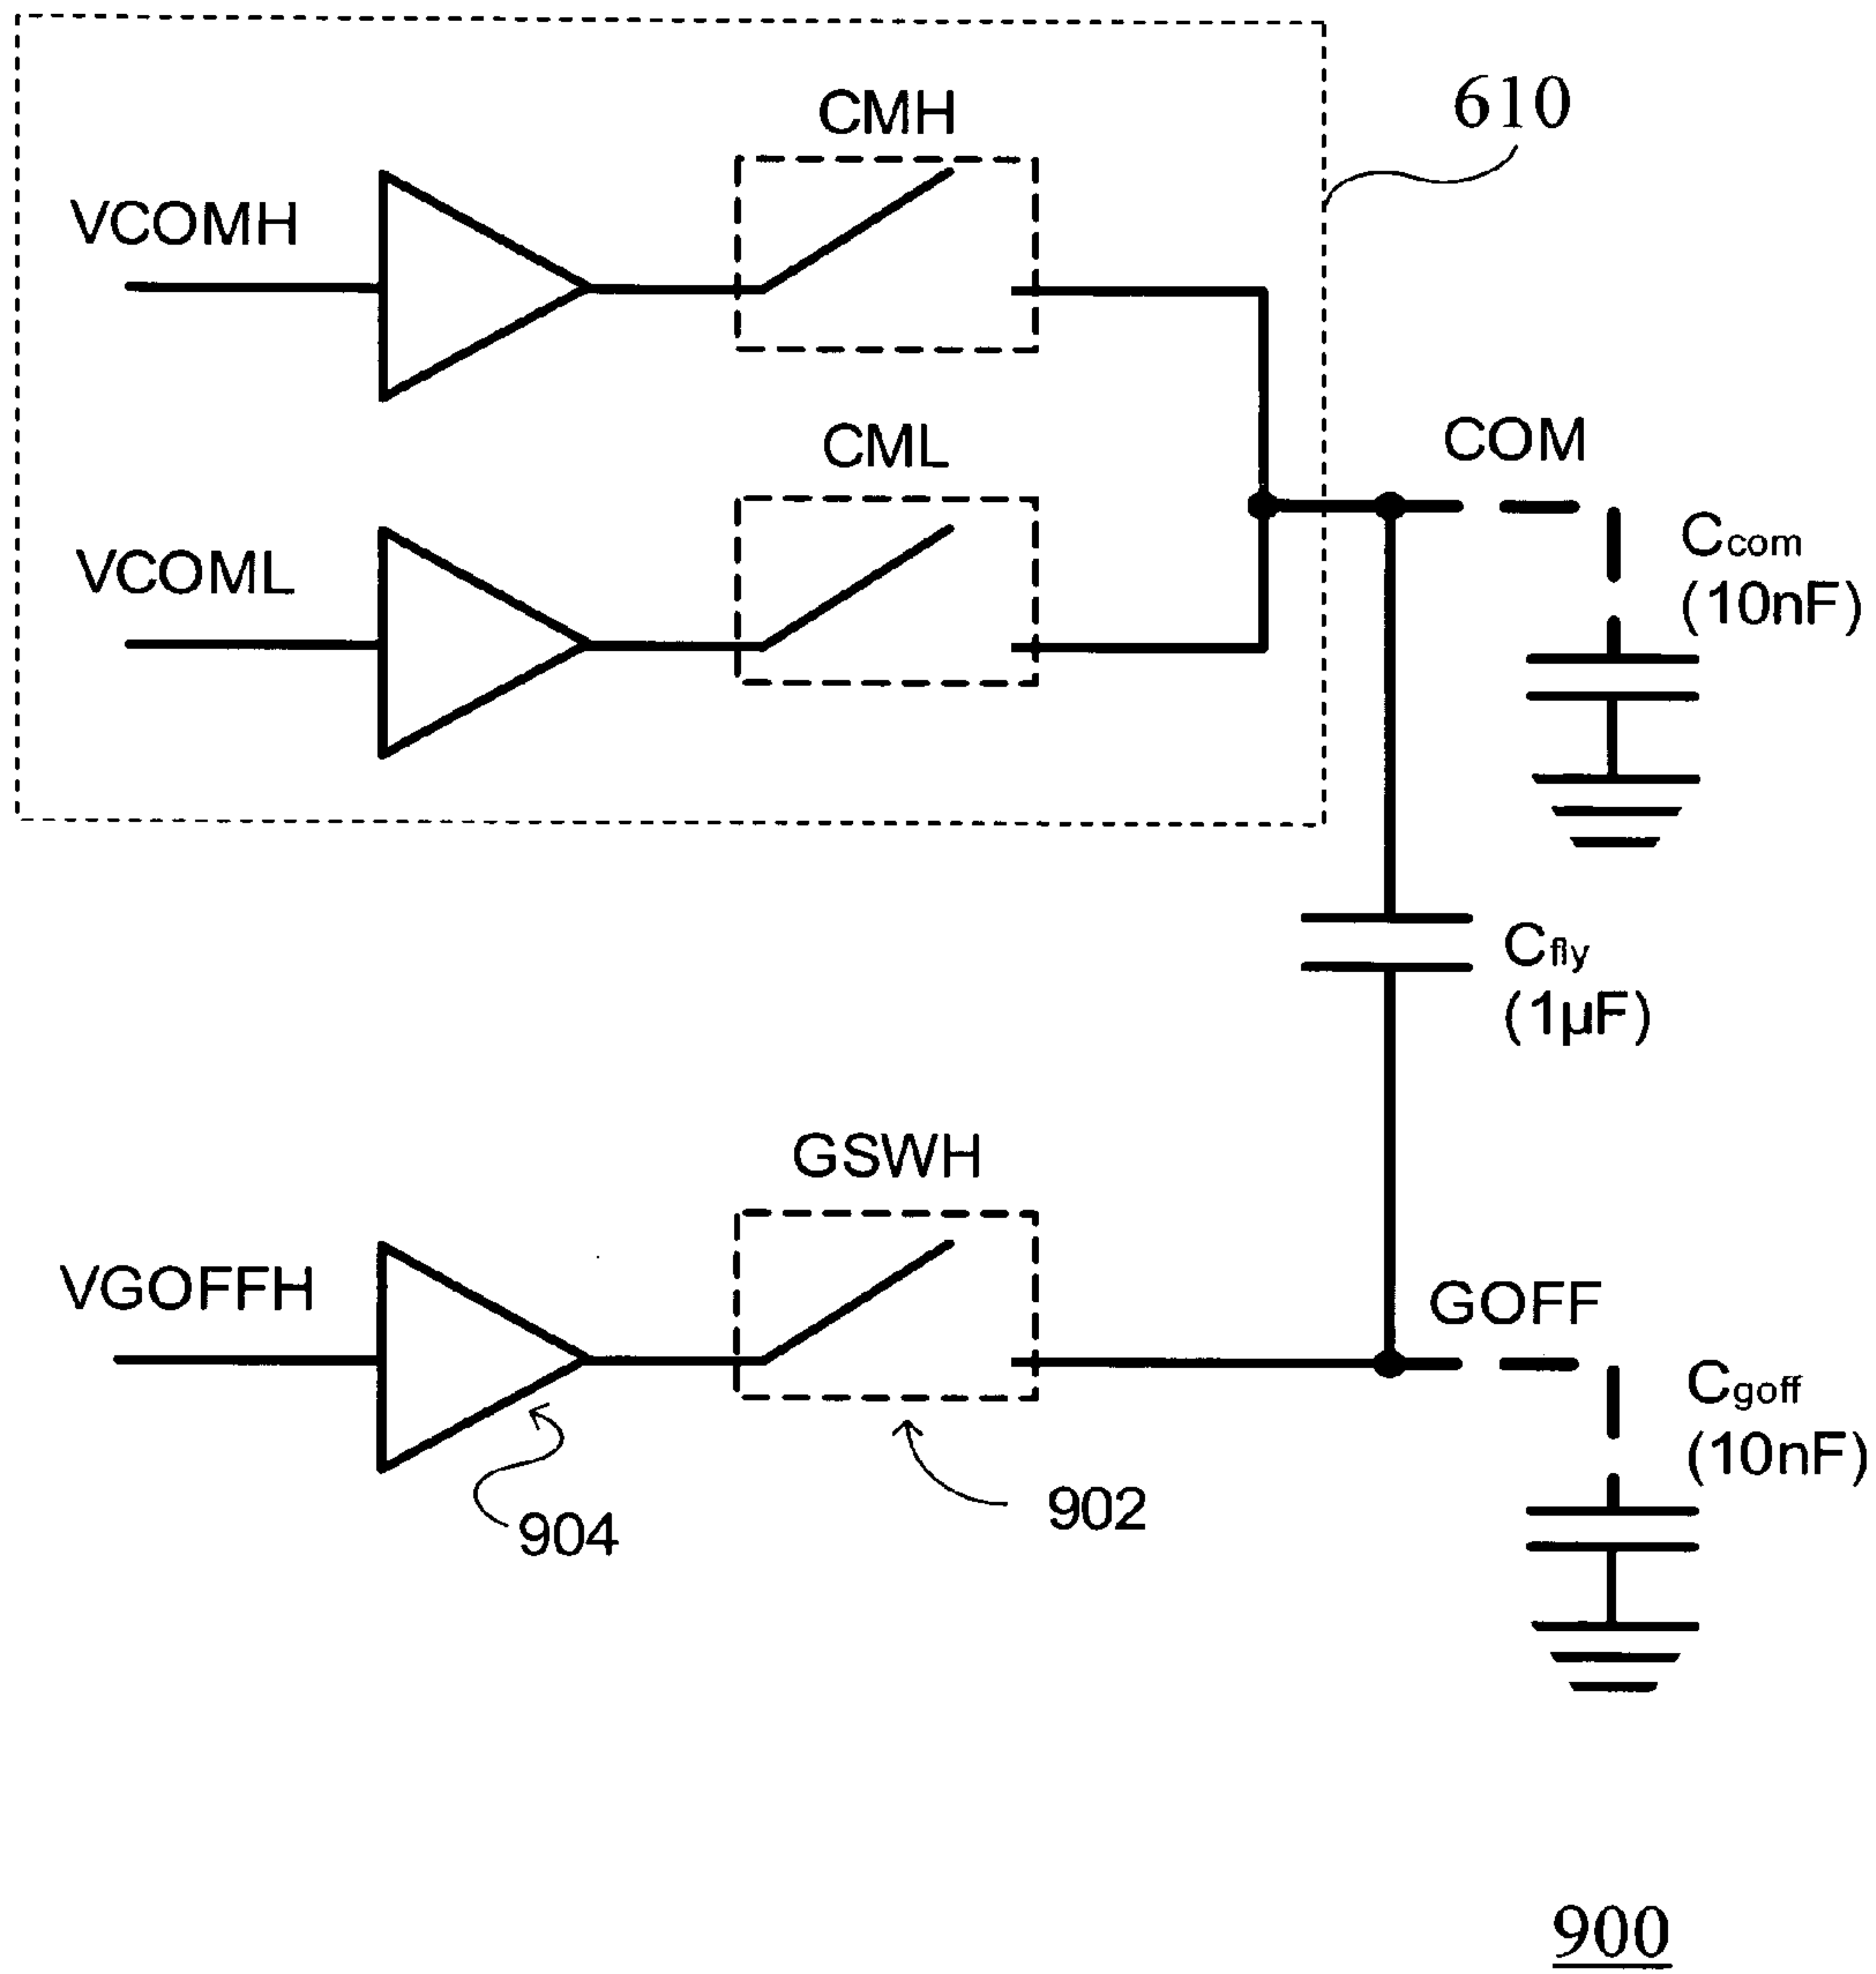 610
CMH
VCOMH
CML
COM
VCOML
Ccom
(10nF)
Cfly
(1µF)
GSWH
VGOFFH
GOFF
Cgoff
(10nF)
904
902
900